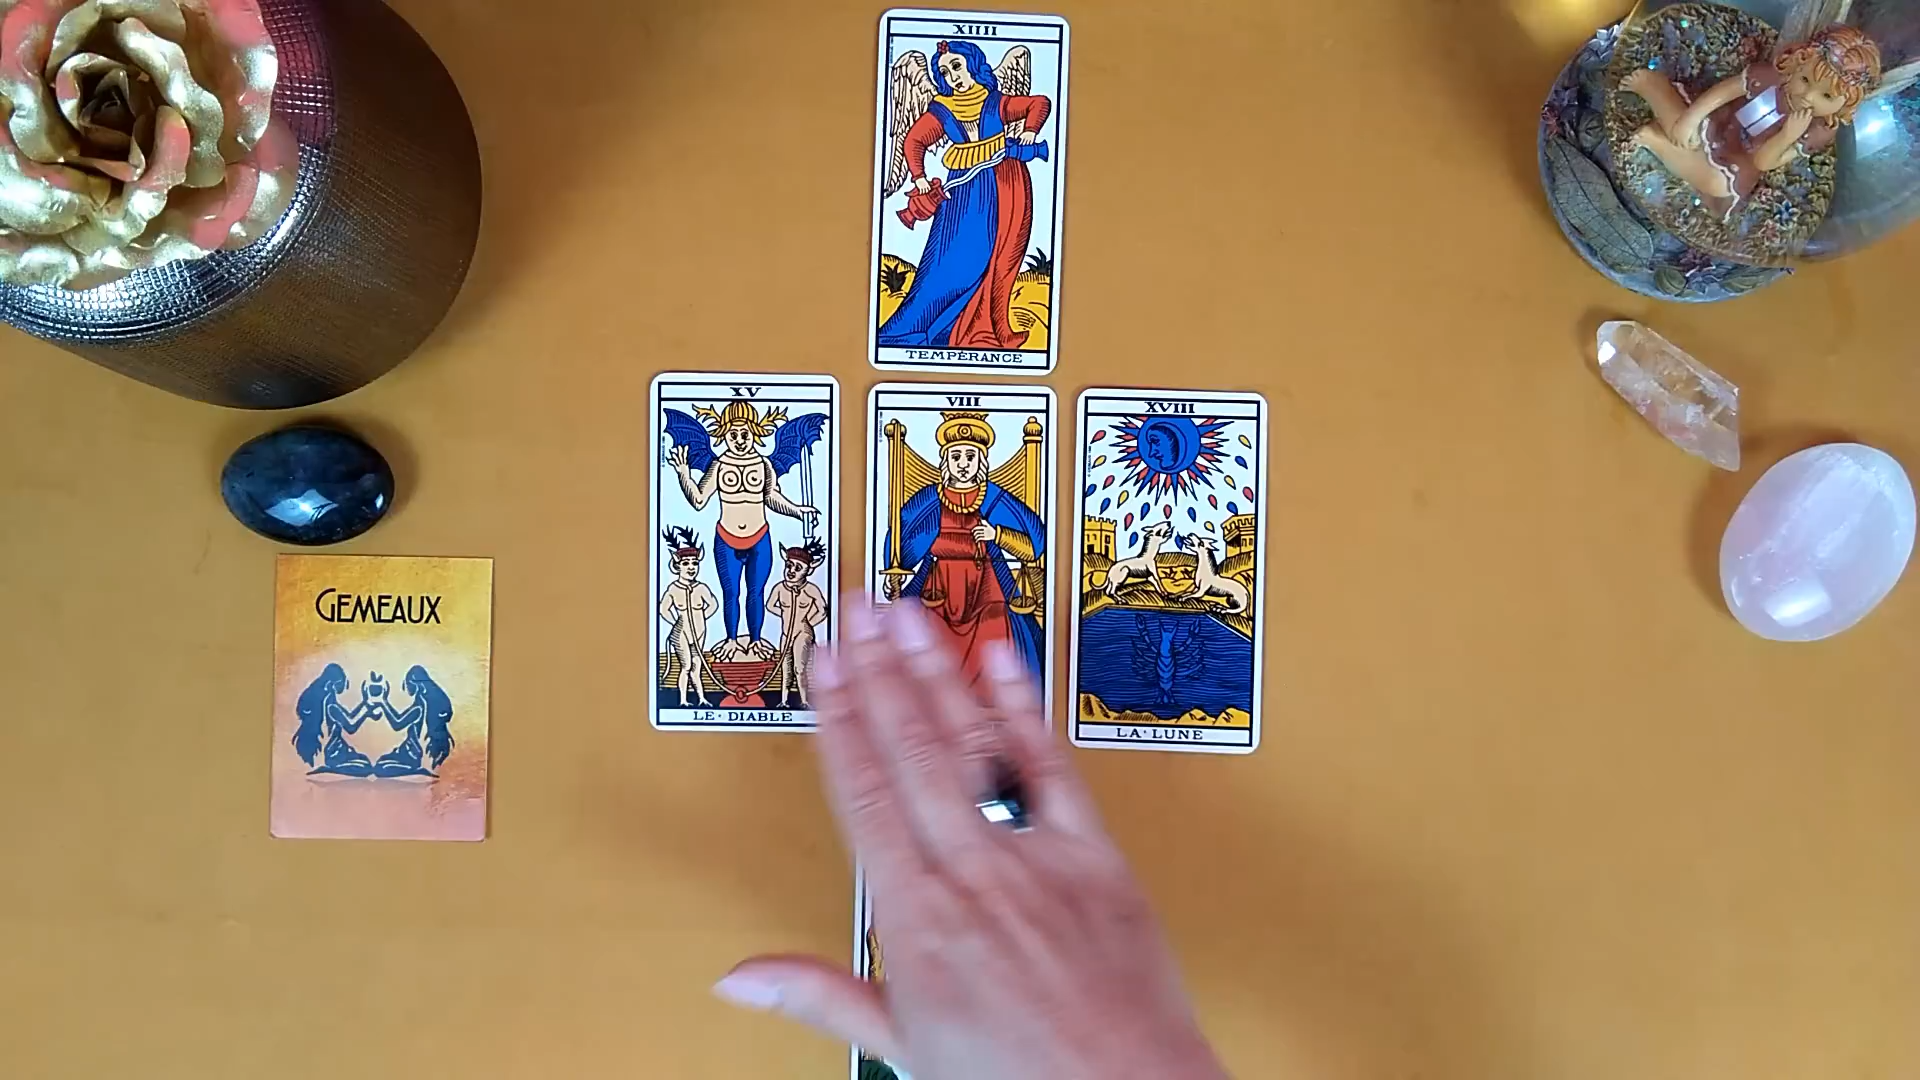 XIIII
TEMPÉRANCE
XV
LE·DIABLE
VIII
XVIII
LA·LUNE
GEMEAUX